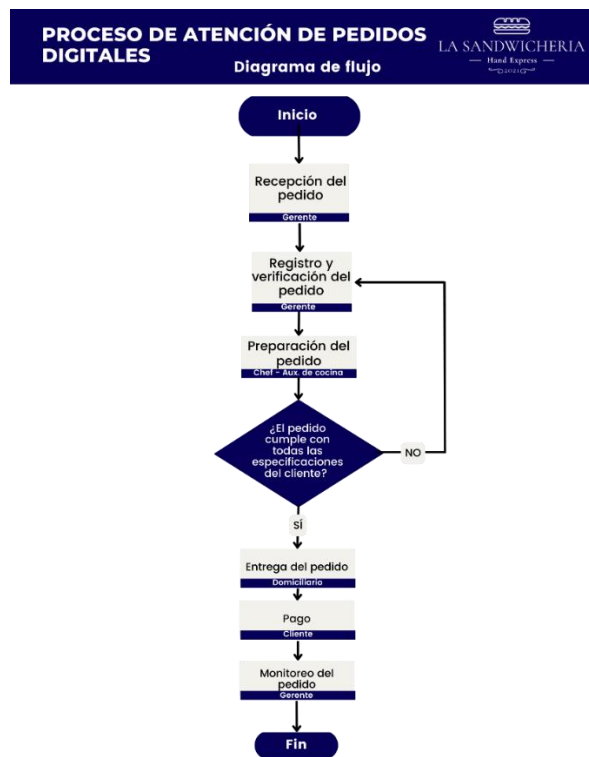 PROCESO DE ATENCIÓN DE PEDIDOS
DIGITALES
Diagrama de flujo
LA SANDWICHERIA
Hand Express
2021
Inicio
Recepción del
pedido
Gerente
Registro y
verificación del
pedido
Gerente
Preparación del
pedido
Chef - Aux. de cocina
¿El pedido
cumple con
todas las
especificaciones
del cliente?
NO
SÍ
Entrega del pedido
Domiciliario
Pago
Cliente
Monitoreo del
pedido
Gerente
Fin